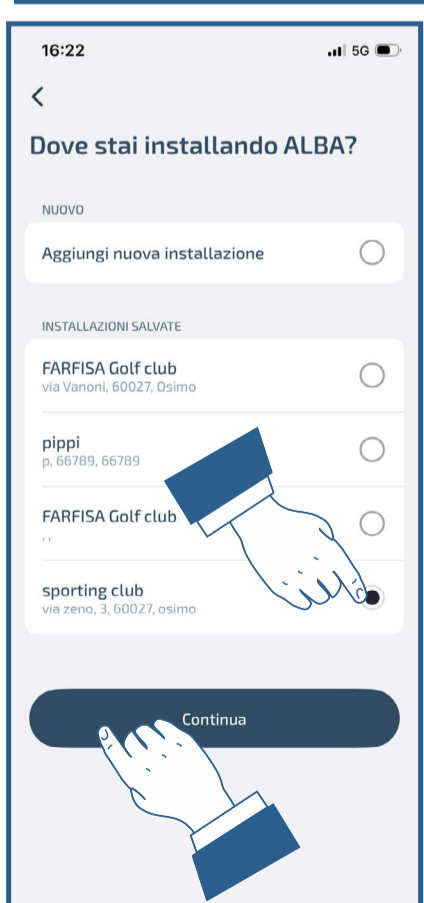 16:22
5G
Dove stai installando ALBA?
NUOVO
Aggiungi nuova installazione
INSTALLAZIONI SALVATE
FARFISA Golf club
via Vanoni, 60027, Osimo
pippi
p, 66789, 66789
FARFISA Golf club
, ,
sporting club
via zeno, 3, 60027, osimo
Continua